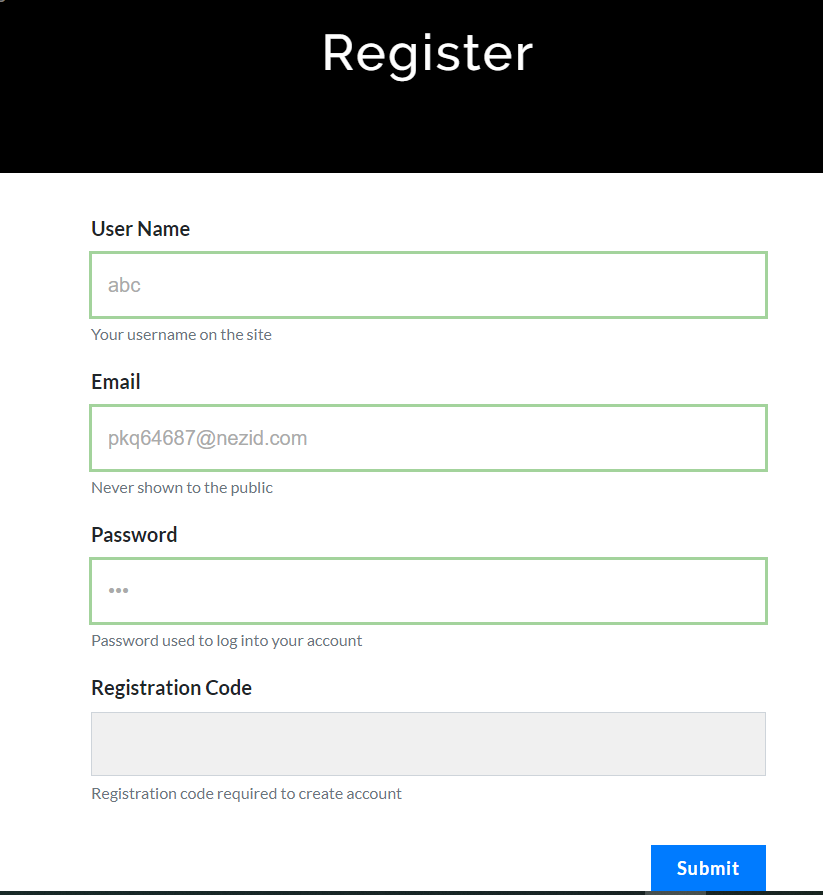 Register
User Name
abc
Your username on the site
Email
pkq64687@nezid.com
Never shown to the public
Password
•••
Password used to log into your account
Registration Code
Registration code required to create account
Submit